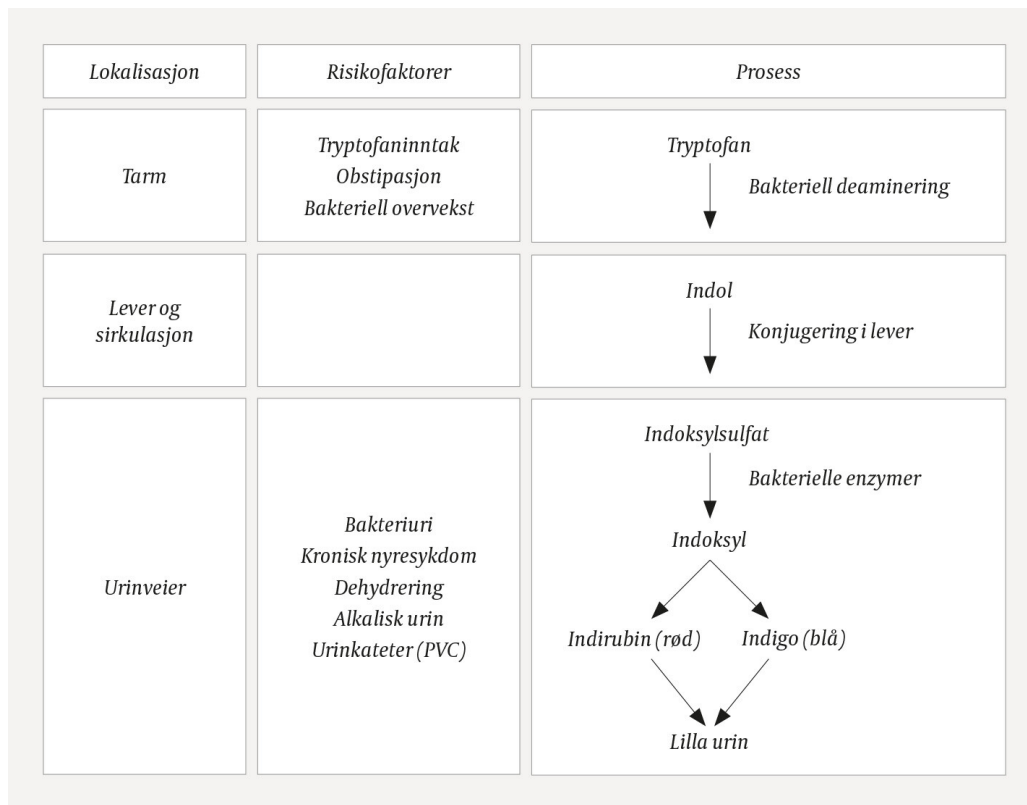 Lokalisasjon
Risikofaktorer
Prosess
Tarm
Tryptofaninntak
Obstipasjon
Bakteriell overvekst
Tryptofan
Bakteriell deaminering
Lever og
sirkulasjon
Indol
Konjugering i lever
Urinveier
Bakteriuri
Kronisk nyresykdom
Dehydrering
Alkalisk urin
Urinkateter (PVC)
Indoksylsulfat
Bakterielle enzymer
Indoksyl
Indirubin (rød)
Indigo (blå)
Lilla urin